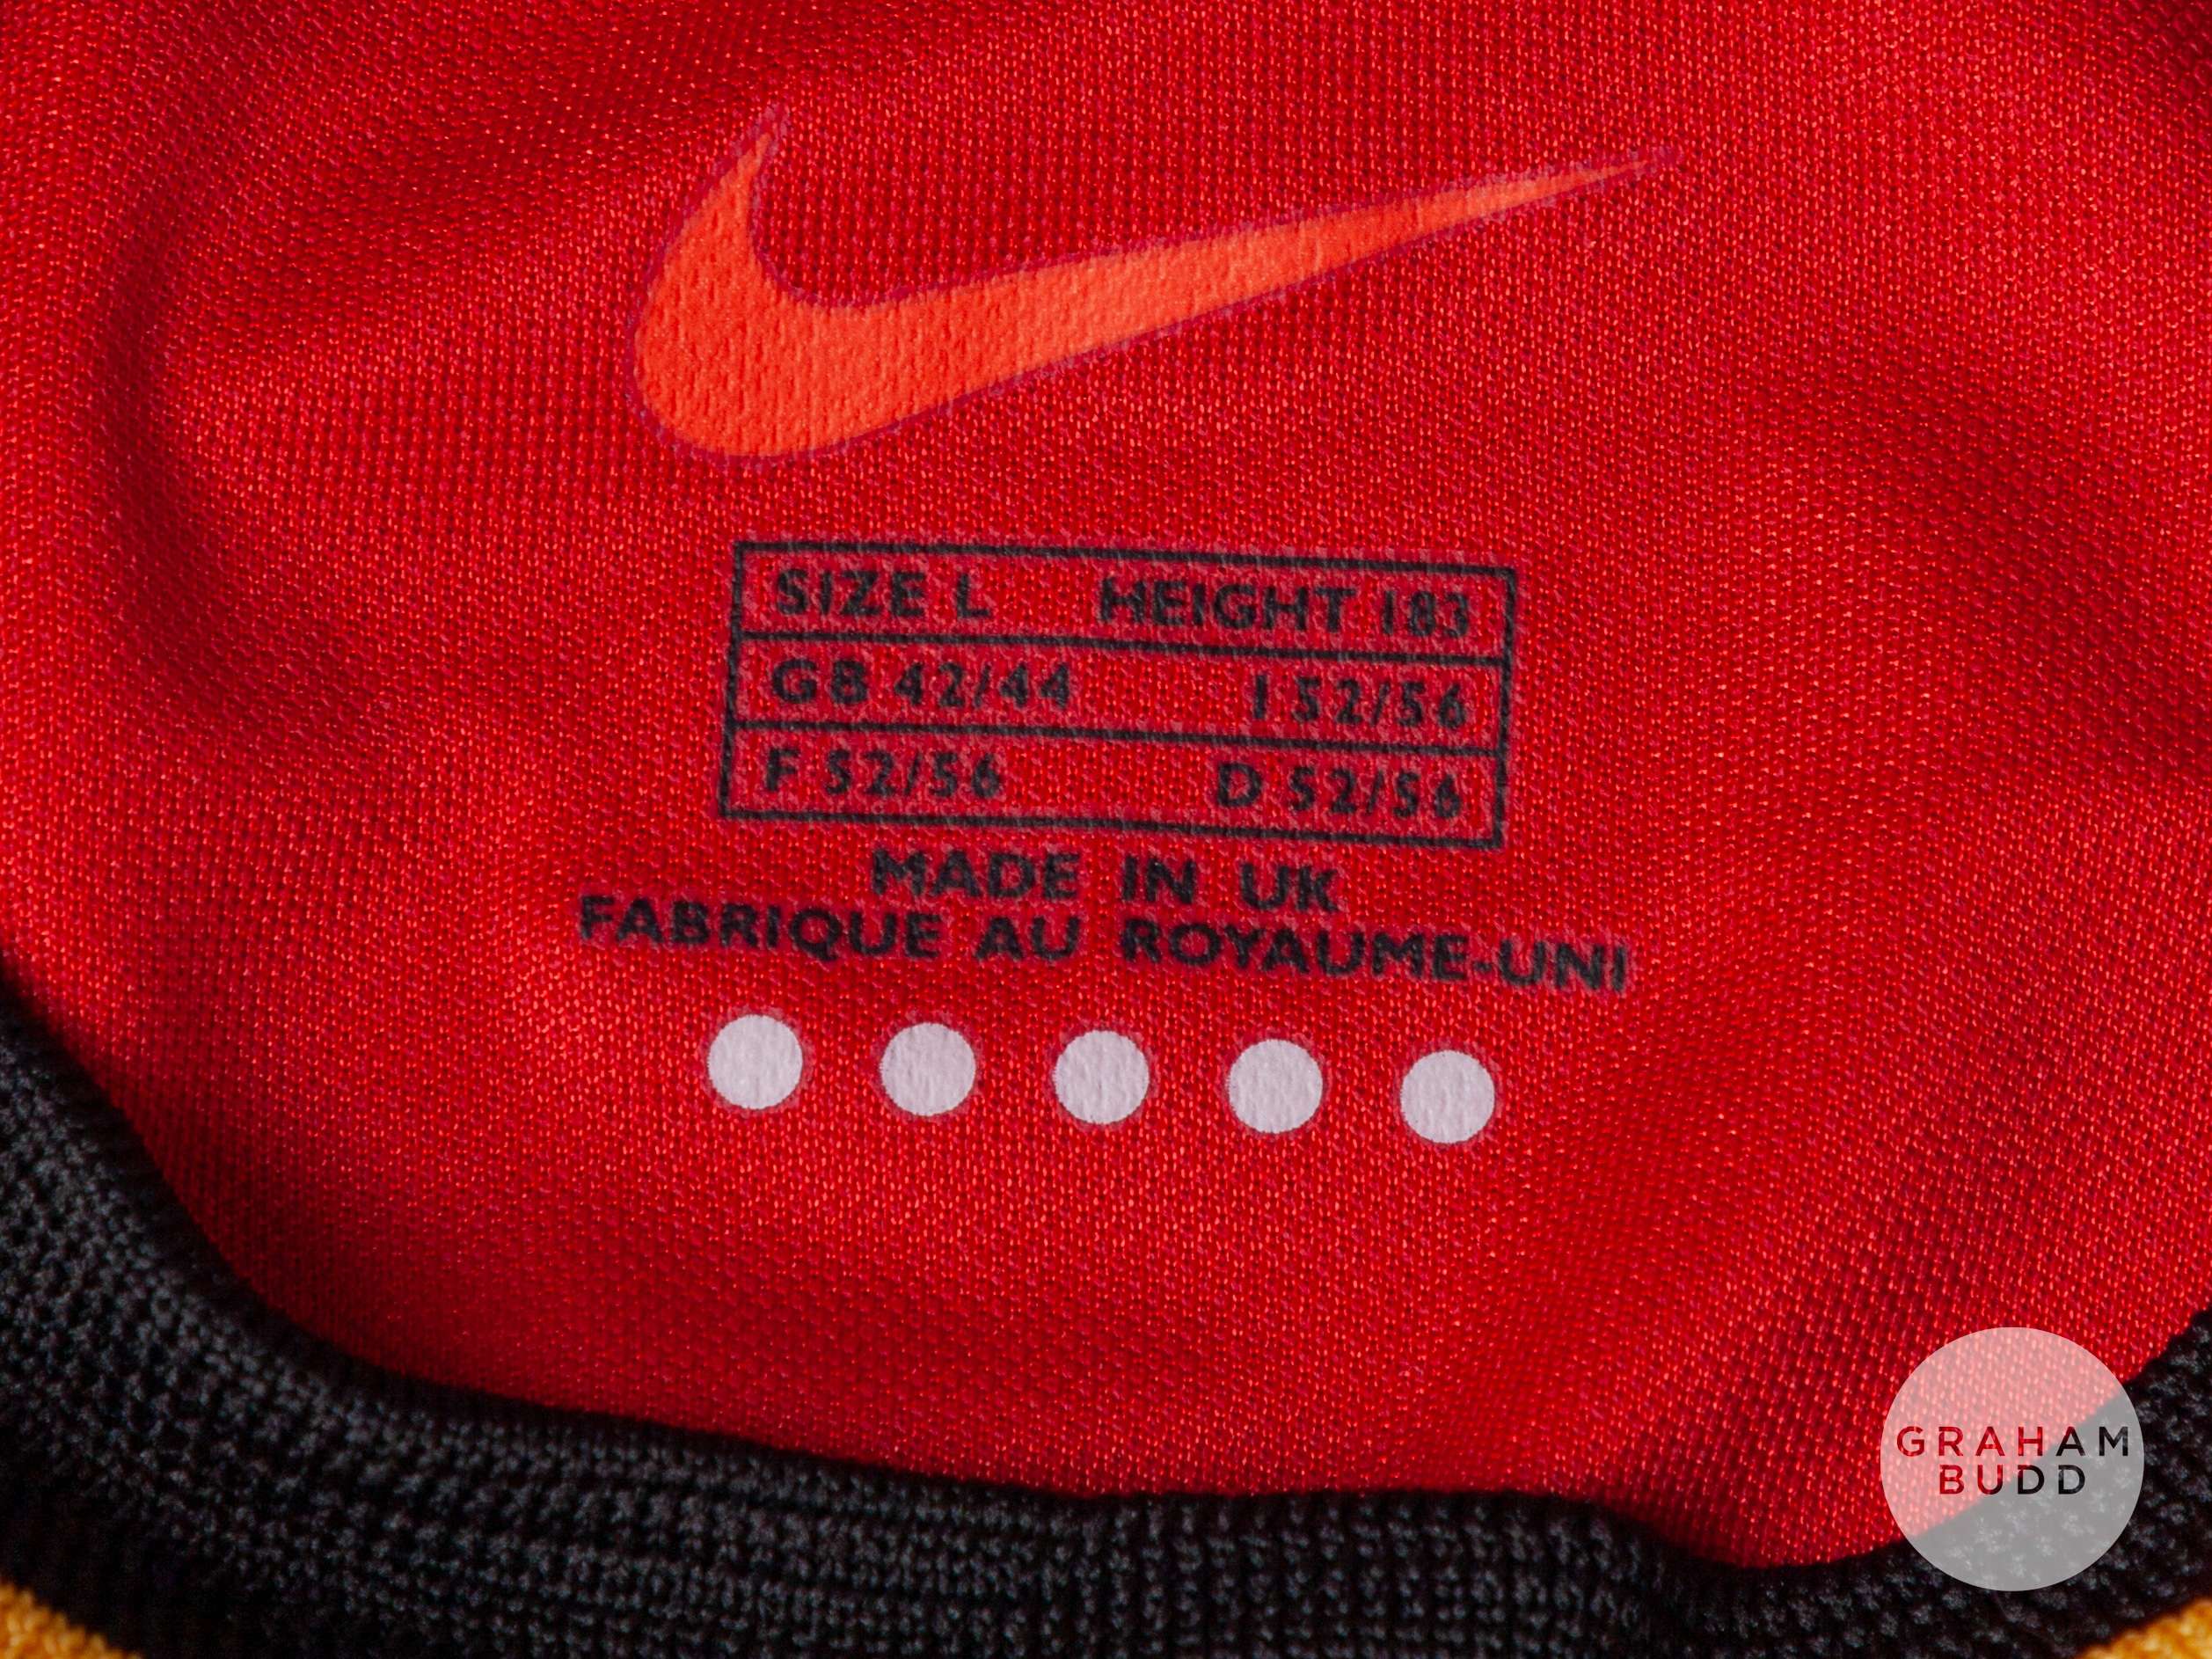 SIZE L HEIGHT 183
GB 42/44 I 52/56
F 52/56 D 52/56
MADE IN UK
FABRIQUE AU ROYAUME-UNI
GRAHAM
BUDD